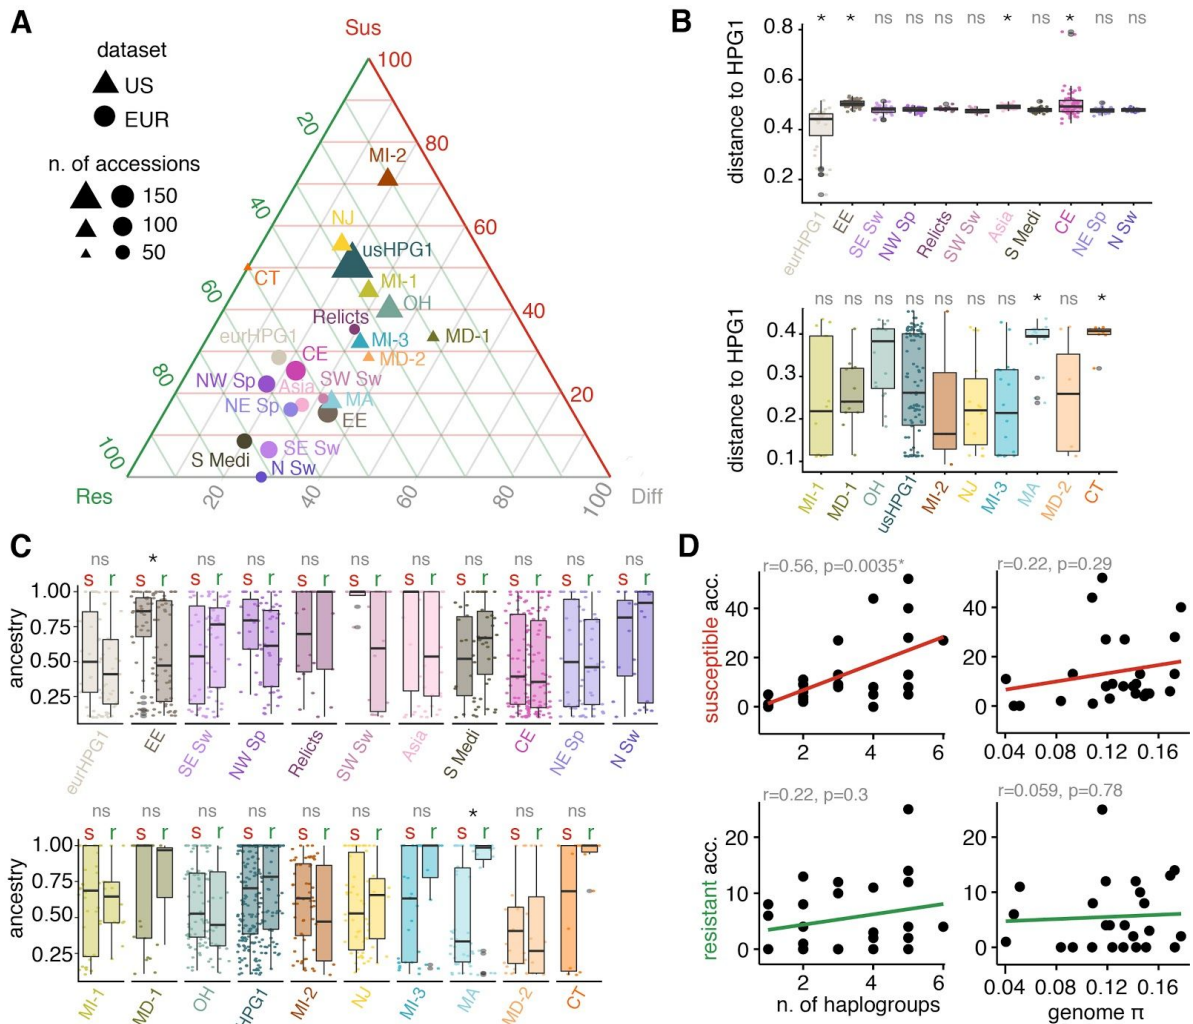 A
dataset
US
EUR
n. of accessions
150
100
50
Sus
100
80
60
40
20
20
40
60
80
100
Res
20
40
60
80
100
Diff
MI-2
NJ
usHPG1
CT
MI-1
OH
Relicts
MI-3
MD-1
eurHPG1
MD-2
CE
NW Sp
Asia
SW Sw
MA
NE Sp
EE
S Medi
SE Sw
N Sw
B
* * ns ns ns ns * ns * ns ns
distance to HPG1
0.8
0.6
0.4
0.2
eurHPG1
EE
SE Sw
NW Sp
Relicts
SW Sw
Asia
S Medi
CE
NE Sp
N Sw
ns ns ns ns ns ns ns * ns *
distance to HPG1
0.4
0.3
0.2
0.1
MI-1
MD-1
OH
usHPG1
MI-2
NJ
MI-3
MA
MD-2
CT
C
ns * ns ns ns ns ns ns ns ns ns
s r s r s r s r s r s r s r s r s r s r s r
ancestry
1.00
0.75
0.50
0.25
eurHPG1
EE
SE Sw
NW Sp
Relicts
SW Sw
Asia
S Medi
CE
NE Sp
N Sw
ns ns ns ns ns ns ns * ns ns
s r s r s r s r s r s r s r s r s r s r
ancestry
1.00
0.75
0.50
0.25
MI-1
MD-1
OH
HPG1
MI-2
NJ
MI-3
MA
MD-2
CT
D
r=0.56, p=0.0035*
susceptible acc.
40
20
0
2 4 6
r=0.22, p=0.29
40
20
0
0.04 0.08 0.12 0.16
r=0.22, p=0.3
resistant acc.
20
10
0
2 4 6
n. of haplogroups
r=0.059, p=0.78
20
10
0
0.04 0.08 0.12 0.16
genome π